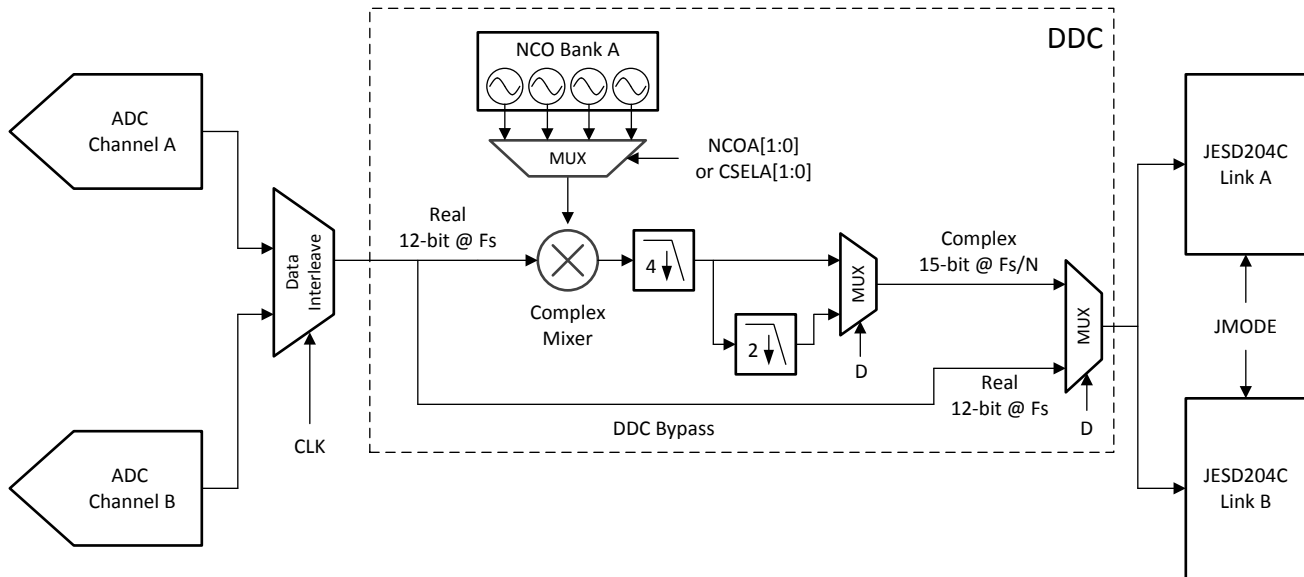 DDC
NCO Bank A
ADC
Channel A
MUX
NCOA[1:0]
or CSELA[1:0]
JESD204C
Link A
Data
Interleave
Real
12-bit @ Fs
Complex
Mixer
4
2
MUX
D
Complex
15-bit @ Fs/N
MUX
D
Real
12-bit @ Fs
DDC Bypass
JMODE
CLK
ADC
Channel B
JESD204C
Link B